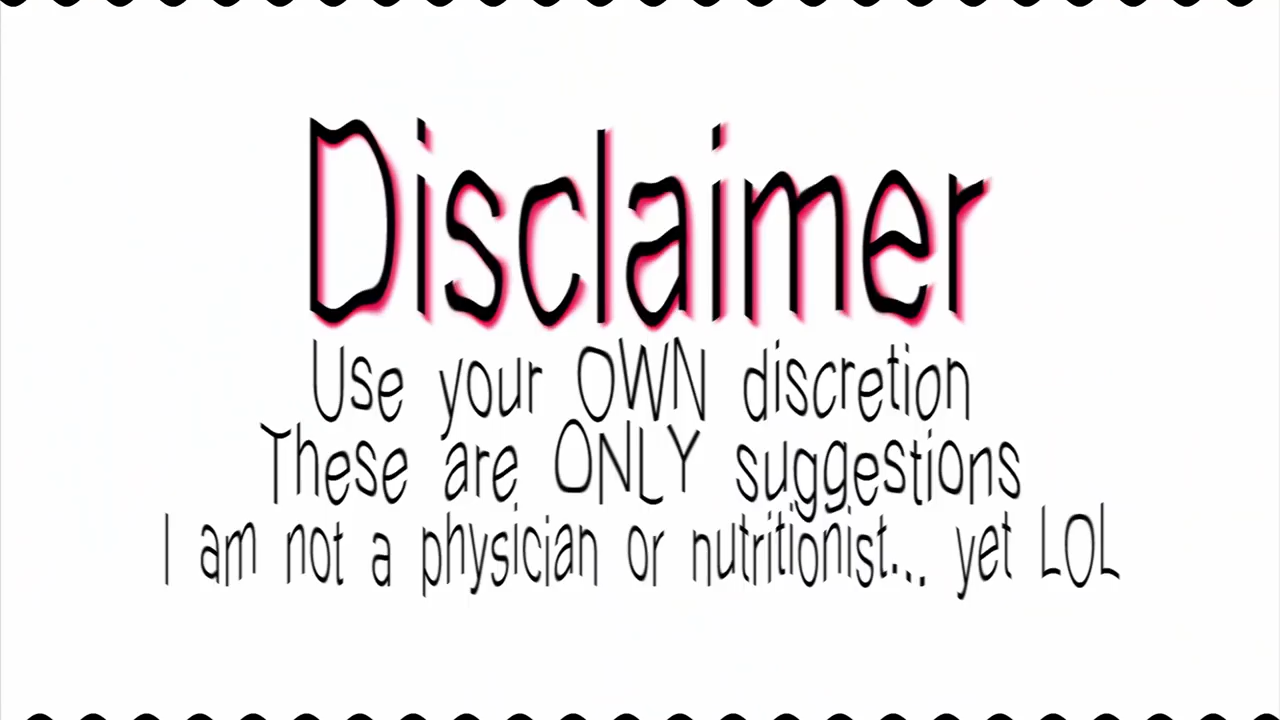 Disclaimer
Use your OWN discretion
These are ONLY suggestions
I am not a physician or nutritionist... yet LOL